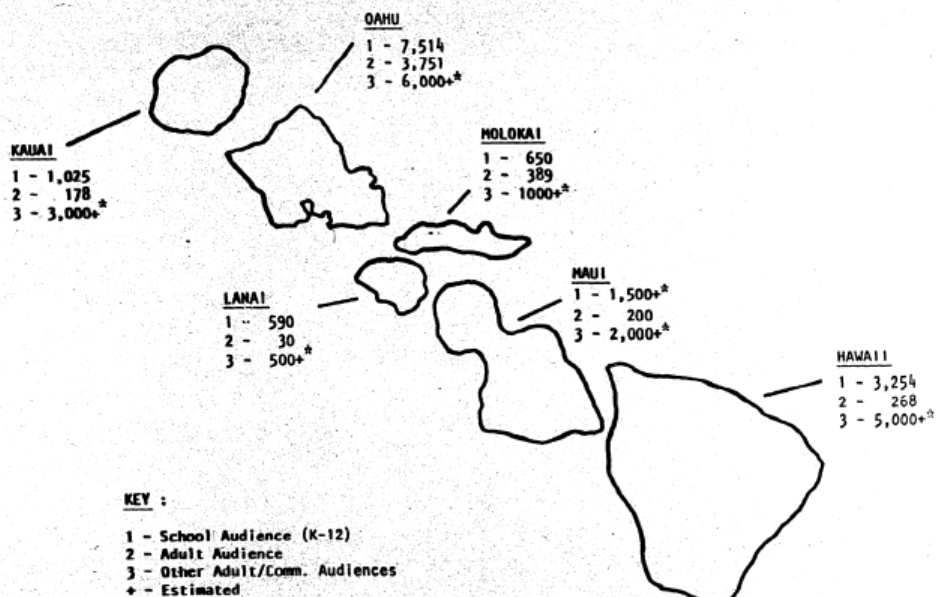 OAHU
1 - 7,514
2 - 3,751
3 - 6,000+*
KAUAI
1 - 1,025
2 - 178
3 - 3,000+*
MOLOKAI
1 - 650
2 - 389
3 - 1000+*
LANAI
1 - 590
2 - 30
3 - 500+*
MAUI
1 - 1,500+*
2 - 200
3 - 2,000+*
HAWAII
1 - 3,254
2 - 268
3 - 5,000+*
KEY :
1 - School Audience (K-12)
2 - Adult Audience
3 - Other Adult/Comm. Audiences
+ - Estimated